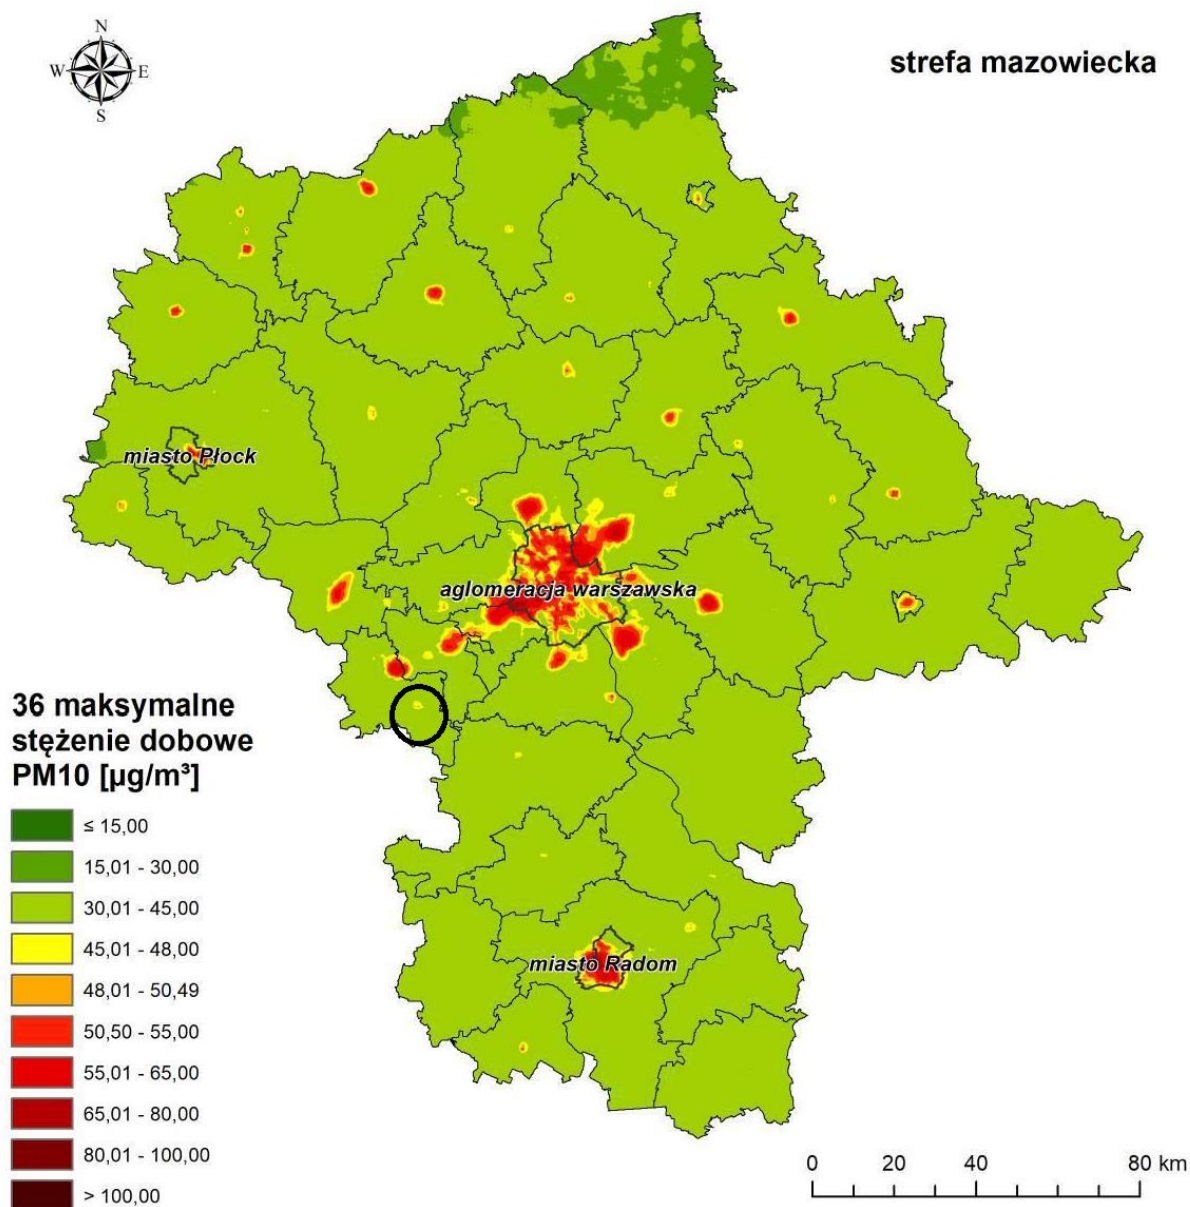 N
W E
S
strefa mazowiecka
miasto Płock
aglomeracja warszawska
miasto Radom
36 maksymalne
stężenie dobowe
PM10 [µg/m³]
≤ 15,00
15,01 - 30,00
30,01 - 45,00
45,01 - 48,00
48,01 - 50,49
50,50 - 55,00
55,01 - 65,00
65,01 - 80,00
80,01 - 100,00
> 100,00
0 20 40 80 km